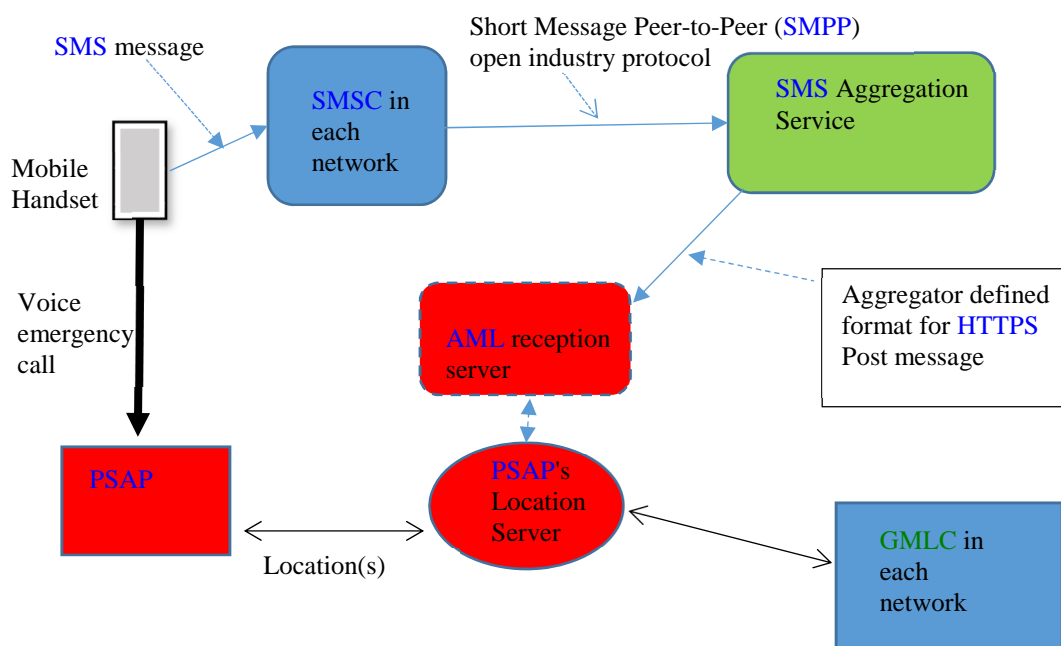 Short Message Peer-to-Peer (SMPP)
open industry protocol
SMS message
SMSC in
each
network
SMS Aggregation
Service
Mobile
Handset
Voice
emergency
call
Aggregator defined
format for HTTPS
Post message
AML reception
server
PSAP
PSAP's
Location
Server
Location(s)
GMLC in
each
network